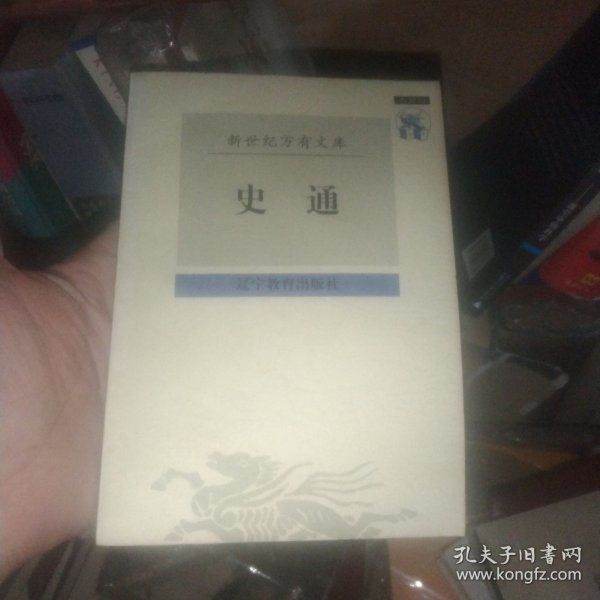 新世纪万有文库
史 通
辽宁教育出版社
孔夫子旧书网
www.kongfz.com